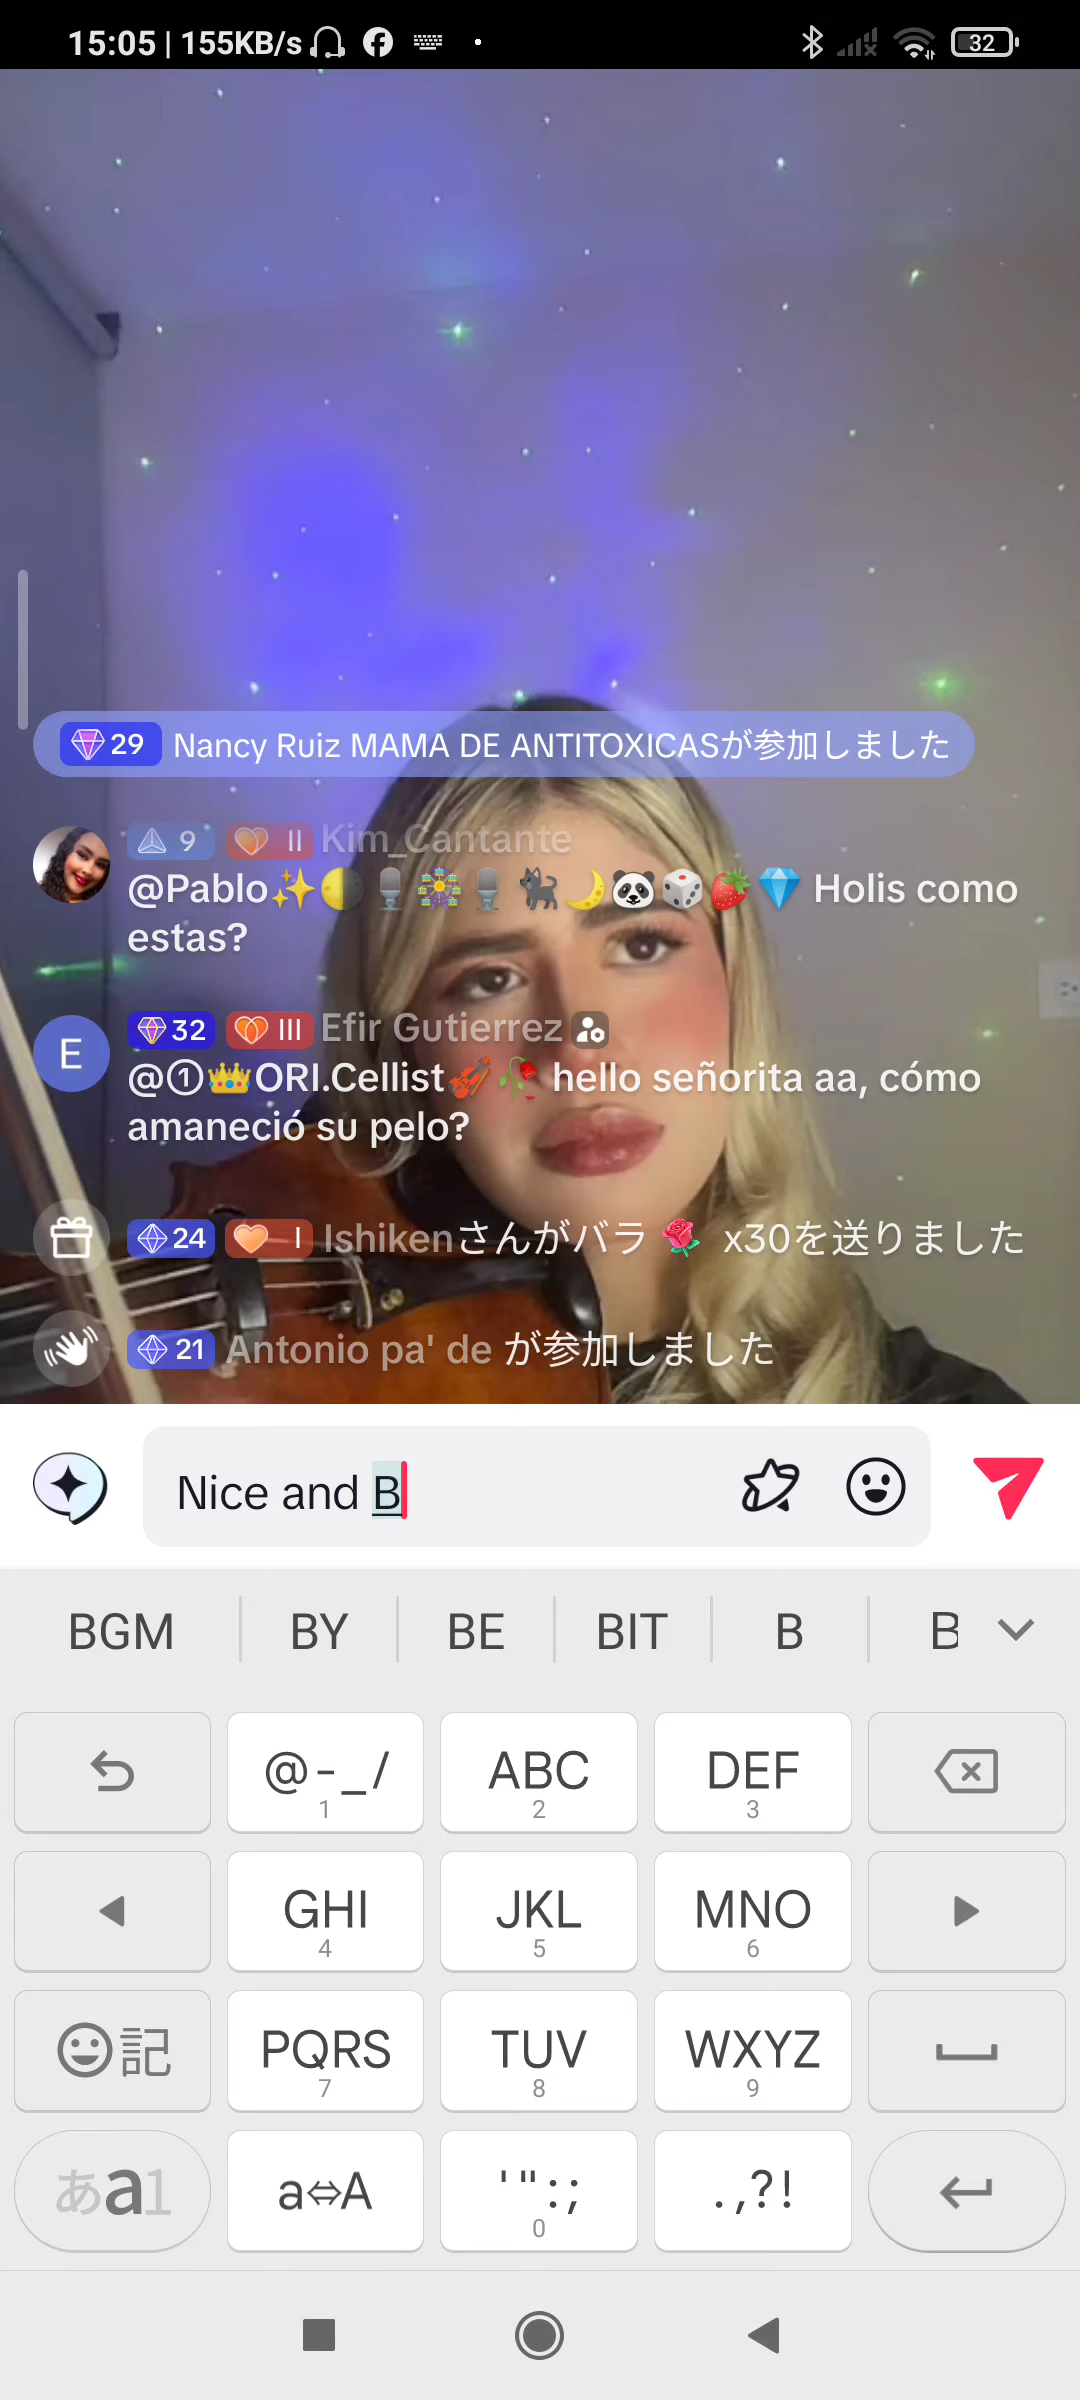 15:05 | 155KB/s
32
29 Nancy Ruiz MAMA DE ANTITOXICASが参加しました
9 II Kim_Cantante
@Pablo✨🌓🎙️🎡🎙️🐈‍⬛🌙🐼🎲🍓💎 Holis como
estas?
E
32 III Efir Gutierrez
@①👑ORI.Cellist🎻🥀 hello señorita aa, cómo
amaneció su pelo?
24 I Ishikenさんがバラ🌹 x30を送りました
21 Antonio pa' de が参加しました
Nice and B
BGM BY BE BIT B B
@-_/ 1 ABC 2 DEF 3
GHI 4 JKL 5 MNO 6
記 PQRS 7 TUV 8 WXYZ 9
あa1 a⇔A '":; 0 .,?!